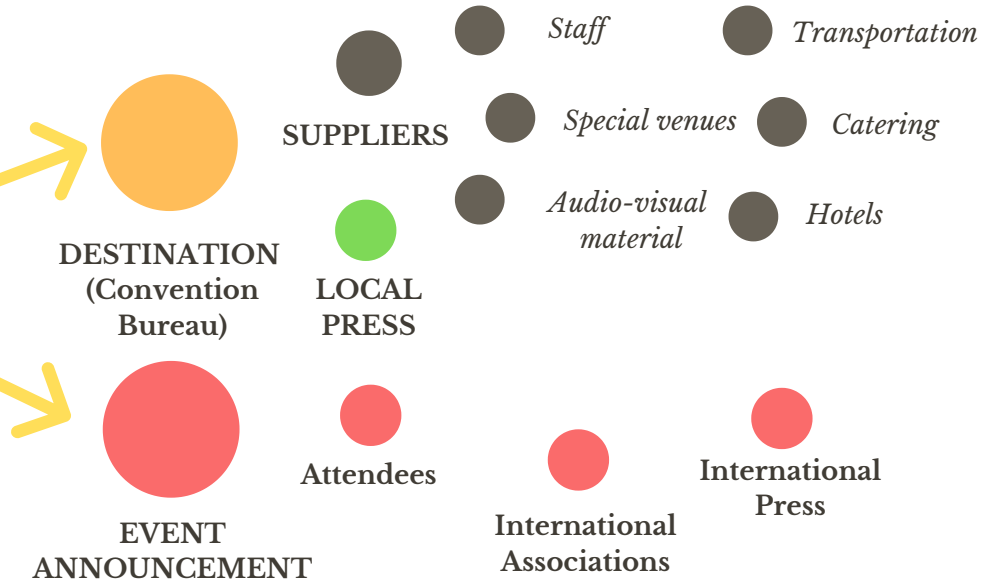 Staff
Transportation
SUPPLIERS
Special venues
Catering
Audio-visual
material
Hotels
DESTINATION
(Convention
Bureau)
LOCAL
PRESS
Attendees
International
Press
International
Associations
EVENT
ANNOUNCEMENT